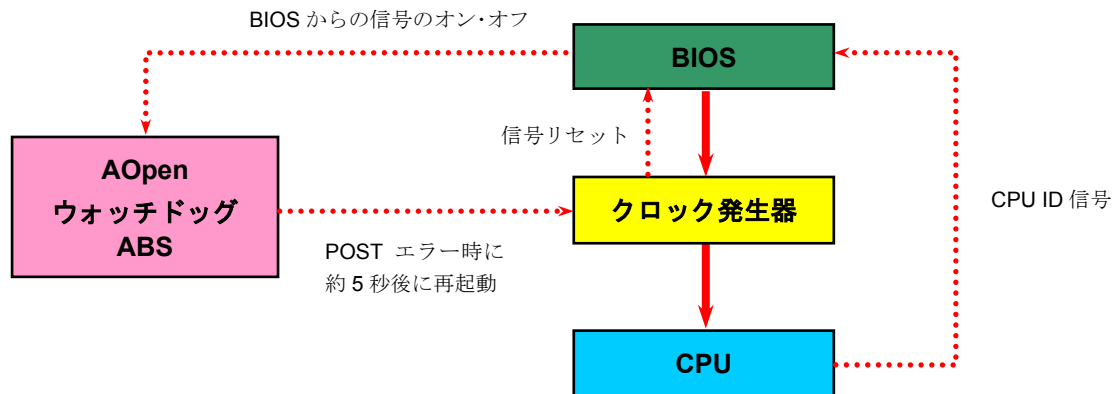 BIOS からの信号のオン・オフ
BIOS
信号リセット
AOpen
ウォッチドッグ
ABS
クロック発生器
CPU ID 信号
POST エラー時に
約 5 秒後に再起動
CPU